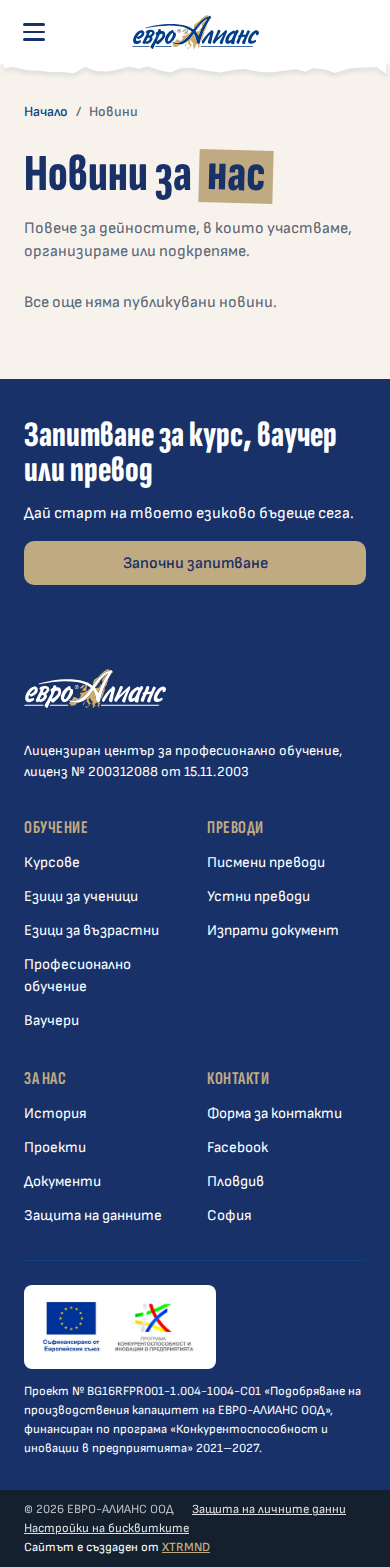 евро Алианс
Начало / Новини
Новини за нас
Повече за дейностите, в които участваме,
организираме или подкрепяме.
Все още няма публикувани новини.
Запитване за курс, ваучер
или превод
Дай старт на твоето езиково бъдеще сега.
Започни запитване
евро Алианс
Лицензиран център за професионално обучение,
лиценз № 200312088 от 15.11.2003
ОБУЧЕНИЕ
Курсове
Езици за ученици
Езици за възрастни
Професионално
обучение
Ваучери
ПРЕВОДИ
Писмени преводи
Устни преводи
Изпрати документ
ЗА НАС
История
Проекти
Документи
Защита на данните
КОНТАКТИ
Форма за контакти
Facebook
Пловдив
София
Съфинансирано от
Европейския съюз
ПРОГРАМА
КОНКУРЕНТОСПОСОБНОСТ И
ИНОВАЦИИ В ПРЕДПРИЯТИЯТА
Проект № BG16RFPR001-1.004-1004-C01 «Подобряване на
производствения капацитет на ЕВРО-АЛИАНС ООД»,
финансиран по програма «Конкурентоспособност и
иновации в предприятията» 2021–2027.
© 2026 ЕВРО-АЛИАНС ООД Защита на личните данни
Настройки на бисквитките
Сайтът е създаден от XTRMND